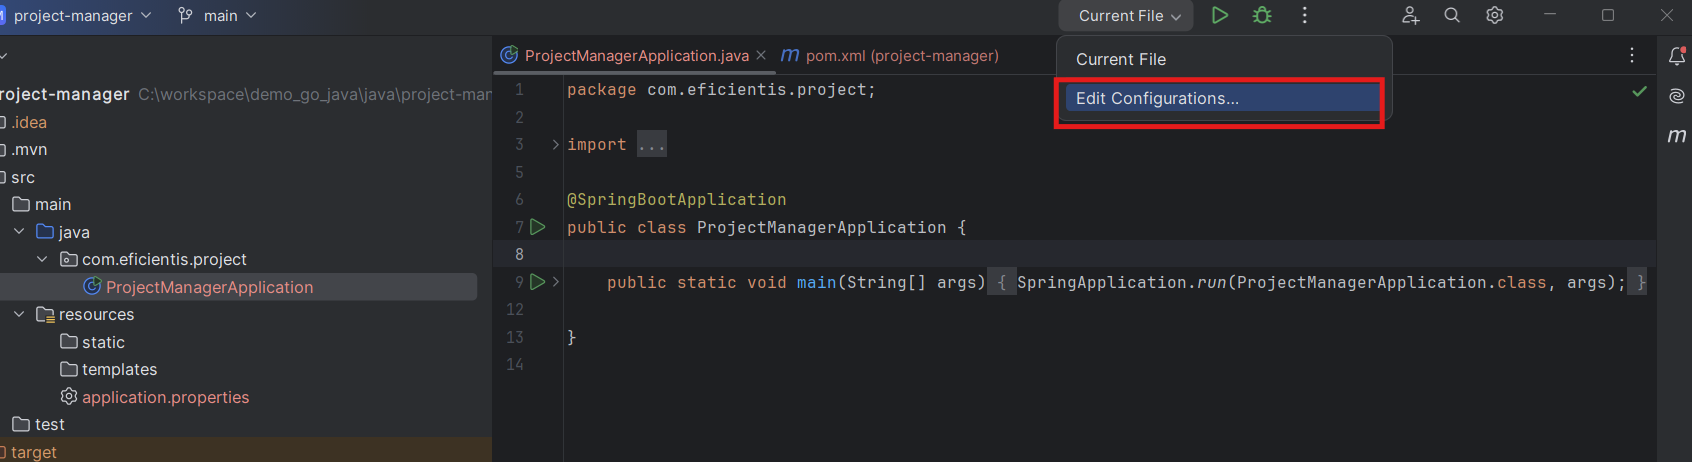 project-manager
main
Current File
roject-manager C:\workspace\demo_go_java\java\project-man
.idea
.mvn
src
main
java
com.eficientis.project
ProjectManagerApplication
resources
static
templates
application.properties
test
target
ProjectManagerApplication.java
m pom.xml (project-manager)
Current File
Edit Configurations...
1 package com.eficientis.project;
2
3 import ...
5
6 @SpringBootApplication
7 public class ProjectManagerApplication {
8
9 public static void main(String[] args) { SpringApplication.run(ProjectManagerApplication.class, args); }
12
13 }
14
m